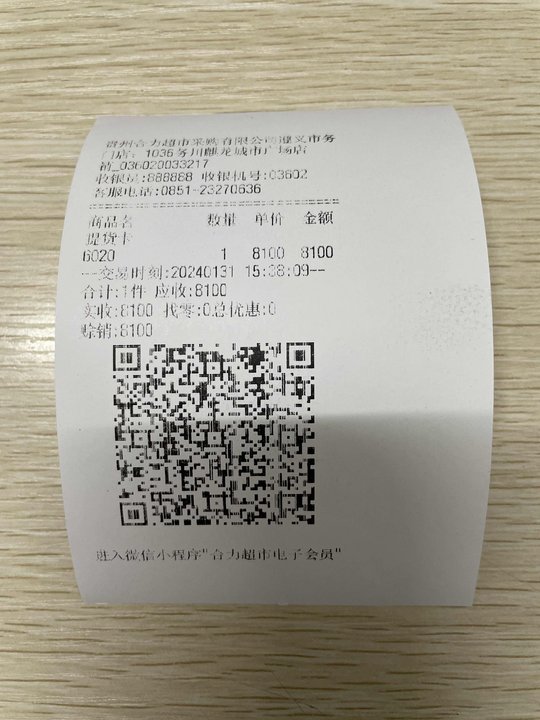 贵州合力超市采购有限公司遵义市务
门店: 1036务川麒龙城市广场店
补_036020033217
收银员:888888 收银机号:03602
客服电话:0851-23270636
商品名 数量 单价 金额
提货卡
6020 1 8100 8100
--交易时刻:20240131 15:38:09--
合计:1件 应收:8100
实收:8100 找零:0总优惠:0
赊销:8100
进入微信小程序"合力超市电子会员"